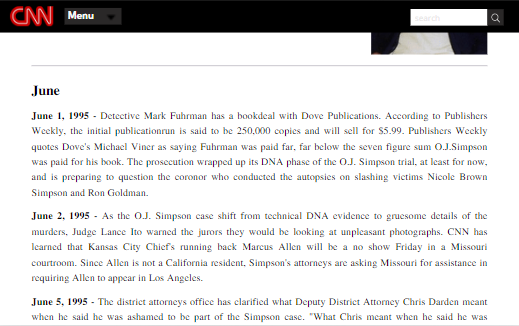 CNN Menu search
June
June 1, 1995 - Detective Mark Fuhrman has a bookdeal with Dove Publications. According to Publishers
Weekly, the initial publicationrun is said to be 250,000 copies and will sell for $5.99. Publishers Weekly
quotes Dove's Michael Viner as saying Fuhrman was paid far, far below the seven figure sum O.J.Simpson
was paid for his book. The prosecution wrapped up its DNA phase of the O.J. Simpson trial, at least for now,
and is preparing to question the coronor who conducted the autopsies on slashing victims Nicole Brown
Simpson and Ron Goldman.
June 2, 1995 - As the O.J. Simpson case shift from technical DNA evidence to gruesome details of the
murders, Judge Lance Ito warned the jurors they would be looking at unpleasant photographs. CNN has
learned that Kansas City Chief's running back Marcus Allen will be a no show Friday in a Missouri
courtroom. Since Allen is not a California resident, Simpson's attorneys are asking Missouri for assistance in
requiring Allen to appear in Los Angeles.
June 5, 1995 - The district attorneys office has clarified what Deputy District Attorney Chris Darden meant
when he said he was ashamed to be part of the Simpson case. "What Chris meant when he said he was